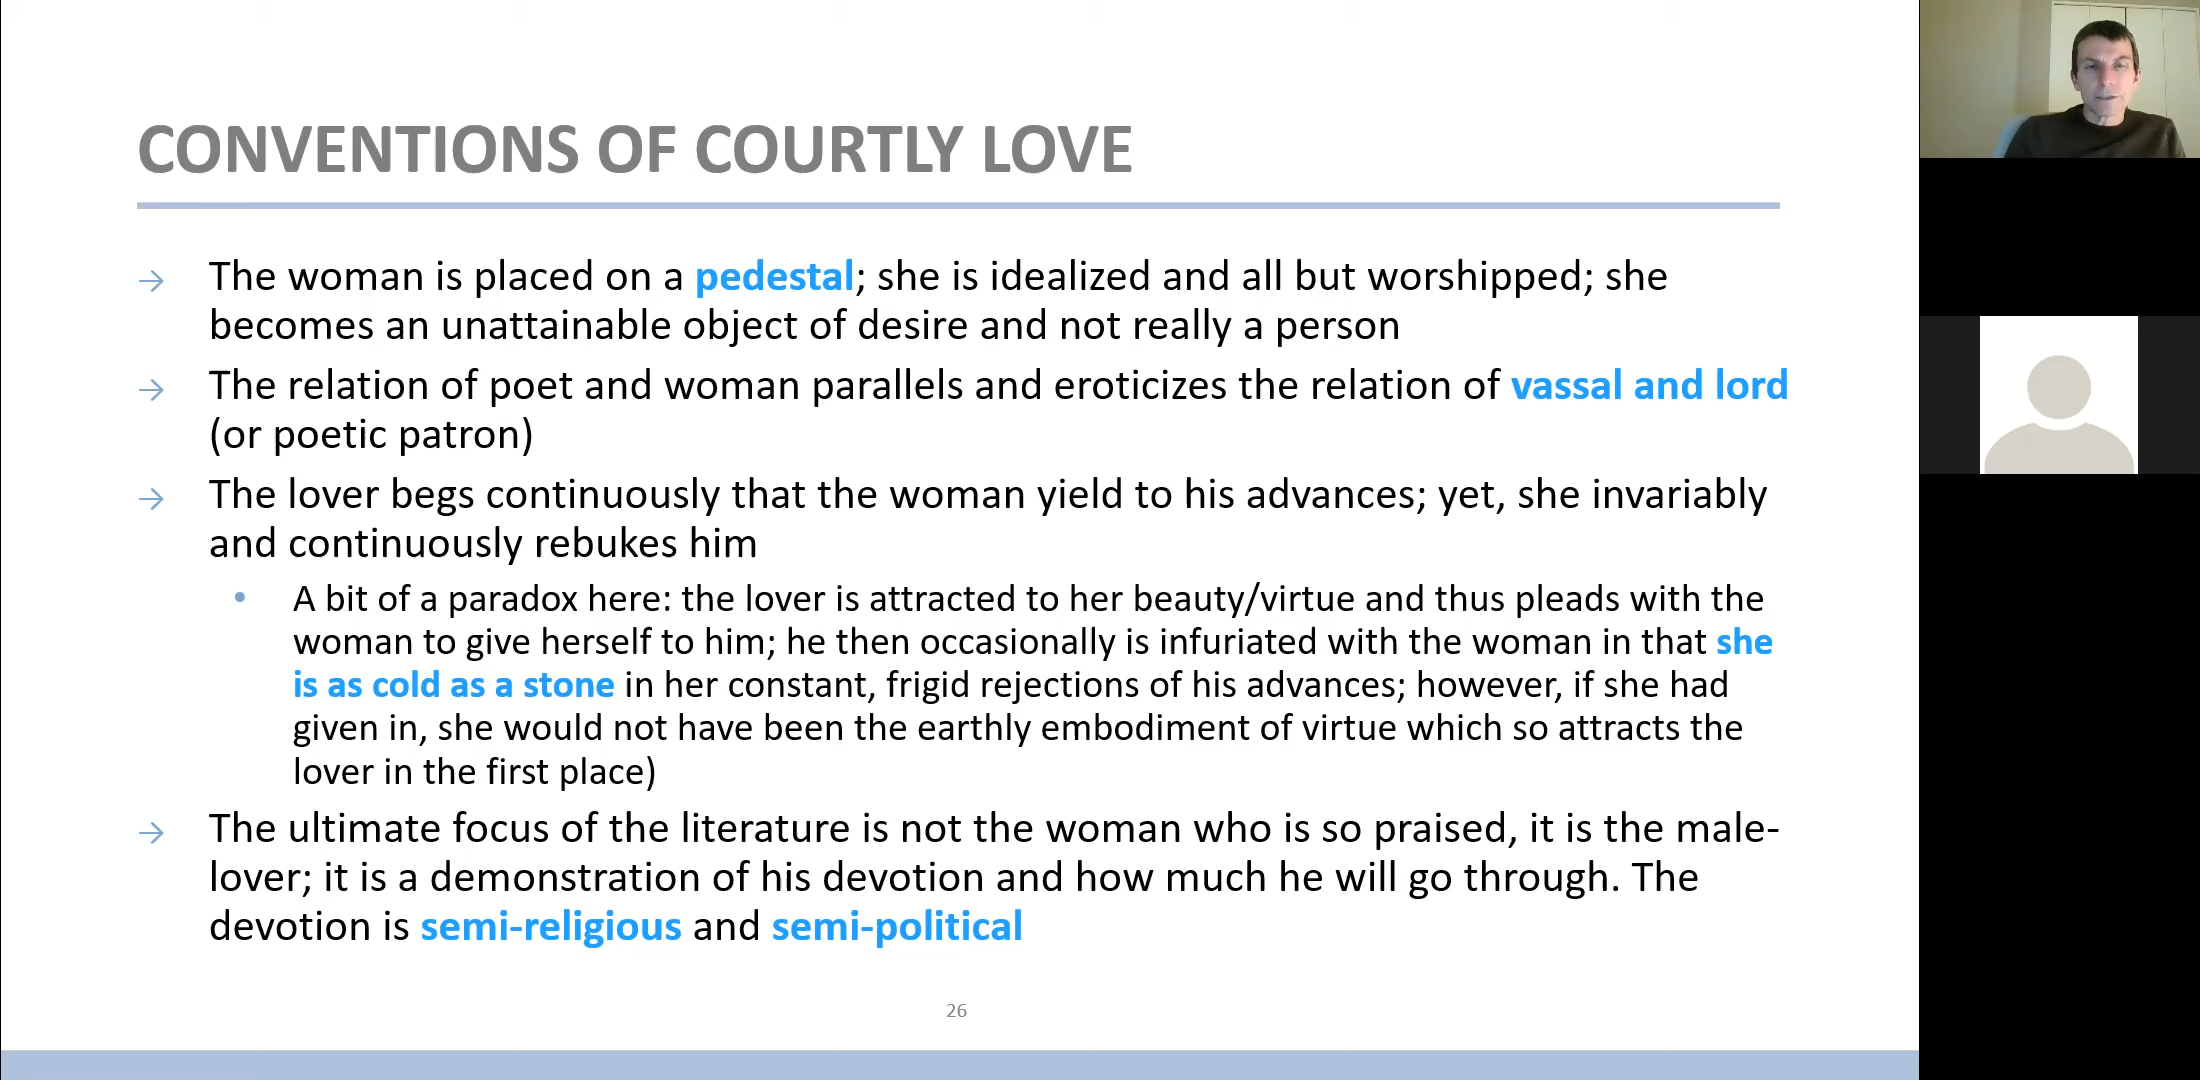 CONVENTIONS OF COURTLY LOVE
→ The woman is placed on a pedestal; she is idealized and all but worshipped; she
becomes an unattainable object of desire and not really a person
→ The relation of poet and woman parallels and eroticizes the relation of vassal and lord
(or poetic patron)
→ The lover begs continuously that the woman yield to his advances; yet, she invariably
and continuously rebukes him
• A bit of a paradox here: the lover is attracted to her beauty/virtue and thus pleads with the
woman to give herself to him; he then occasionally is infuriated with the woman in that she
is as cold as a stone in her constant, frigid rejections of his advances; however, if she had
given in, she would not have been the earthly embodiment of virtue which so attracts the
lover in the first place)
→ The ultimate focus of the literature is not the woman who is so praised, it is the male-
lover; it is a demonstration of his devotion and how much he will go through. The
devotion is semi-religious and semi-political
26